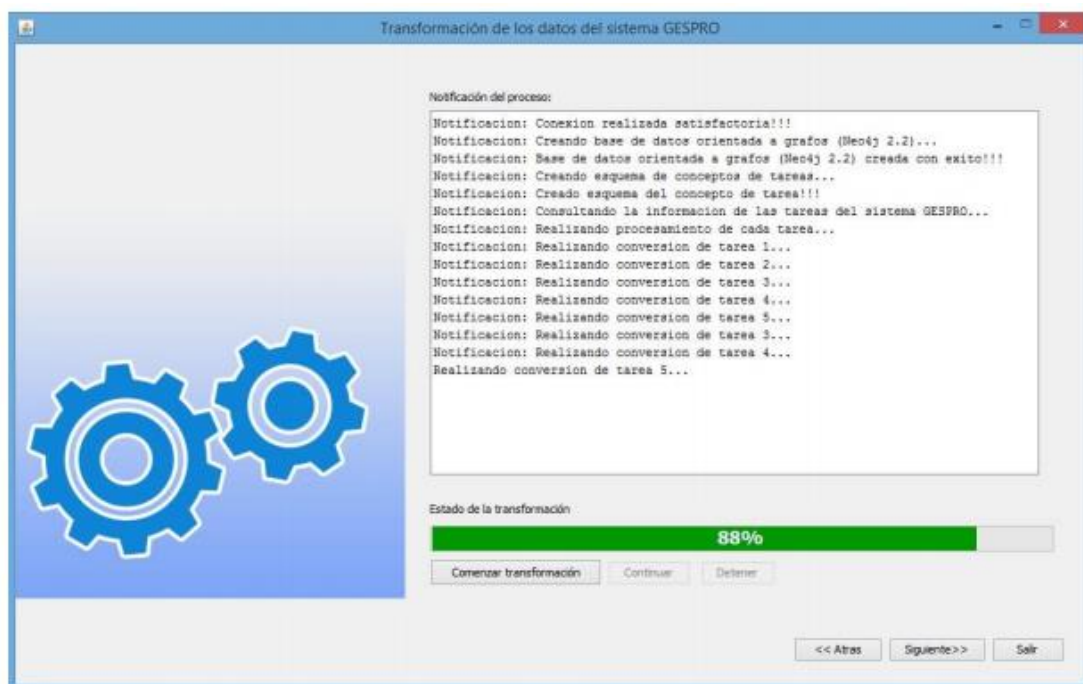 Transformación de los datos del sistema GESPRO
Notificación del proceso:
Notificacion: Conexion realizada satisfactoria!!!
Notificacion: Creando base de datos orientada a grafos (Neo4j 2.2)...
Notificacion: Base de datos orientada a grafos (Neo4j 2.2) creada con exito!!!
Notificacion: Creando esquema de conceptos de tareas...
Notificacion: Creado esquema del concepto de tarea!!!
Notificacion: Consultando la informacion de las tareas del sistema GESPRO...
Notificacion: Realizando procesamiento de cada tarea...
Notificacion: Realizando conversion de tarea 1...
Notificacion: Realizando conversion de tarea 2...
Notificacion: Realizando conversion de tarea 3...
Notificacion: Realizando conversion de tarea 4...
Notificacion: Realizando conversion de tarea 5...
Notificacion: Realizando conversion de tarea 3...
Notificacion: Realizando conversion de tarea 4...
Realizando conversion de tarea 5...
Estado de la transformación
88%
Comenzar transformación Continuar Detener
<< Atras Siguiente>> Salir